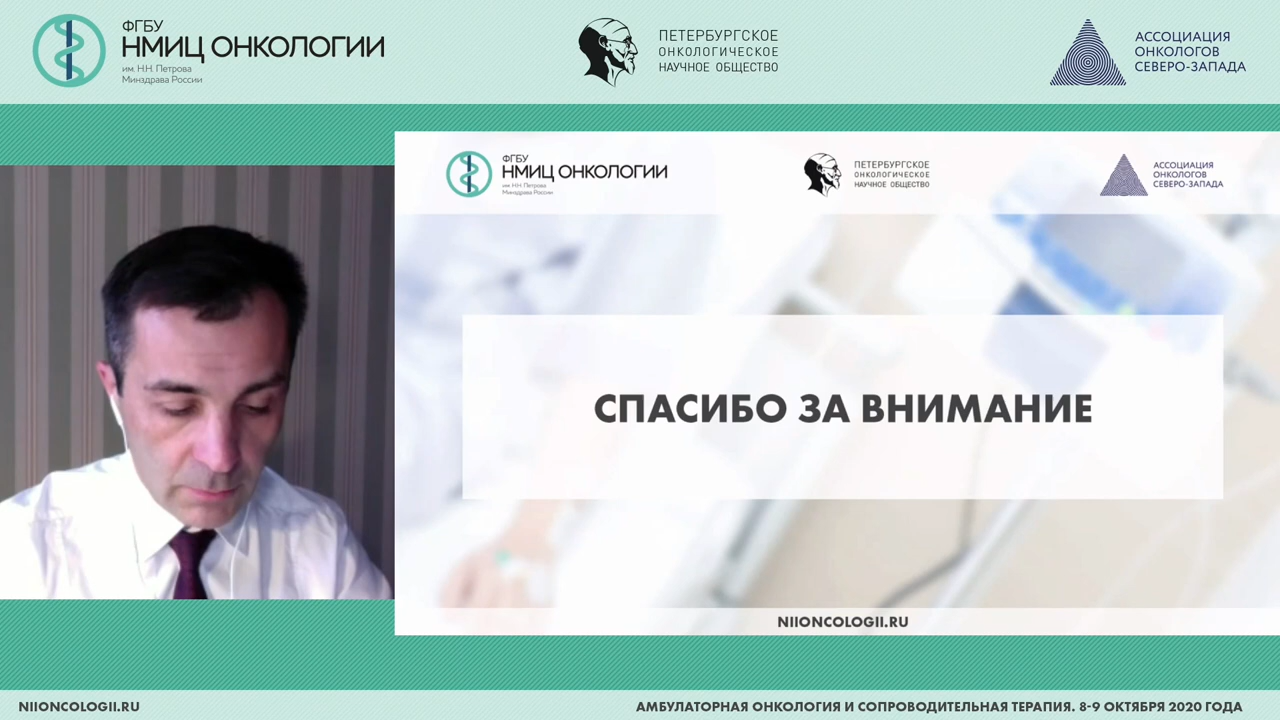 ФГБУ
НМИЦ ОНКОЛОГИИ
им. Н.Н. Петрова
Минздрава России
ПЕТЕРБУРГСКОЕ
ОНКОЛОГИЧЕСКОЕ
НАУЧНОЕ ОБЩЕСТВО
АССОЦИАЦИЯ
ОНКОЛОГОВ
СЕВЕРО-ЗАПАДА
ФГБУ
НМИЦ ОНКОЛОГИИ
им. Н.Н. Петрова
Минздрава России
ПЕТЕРБУРГСКОЕ
ОНКОЛОГИЧЕСКОЕ
НАУЧНОЕ ОБЩЕСТВО
АССОЦИАЦИЯ
ОНКОЛОГОВ
СЕВЕРО-ЗАПАДА
СПАСИБО ЗА ВНИМАНИЕ
NIIONCOLOGII.RU
NIIONCOLOGII.RU
АМБУЛАТОРНАЯ ОНКОЛОГИЯ И СОПРОВОДИТЕЛЬНАЯ ТЕРАПИЯ. 8-9 ОКТЯБРЯ 2020 ГОДА